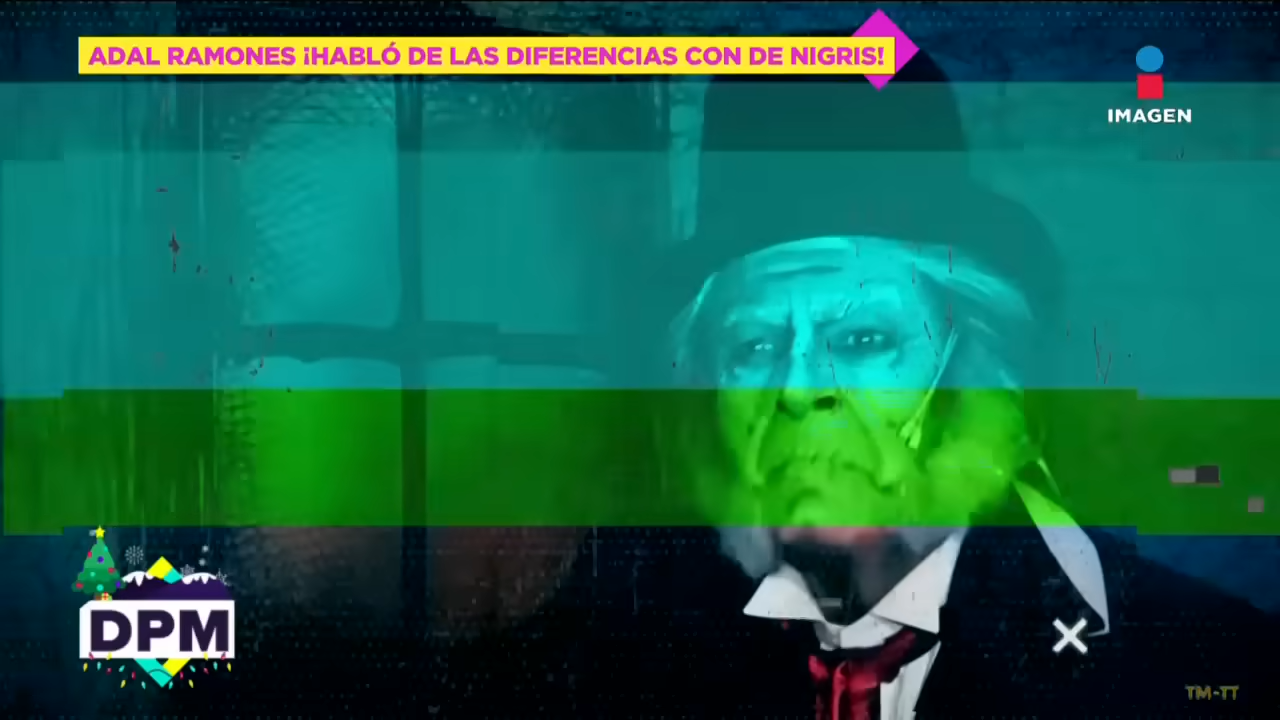 ADAL RAMONES ¡HABLÓ DE LAS DIFERENCIAS CON DE NIGRIS!
IMAGEN
DPM
TM-TT